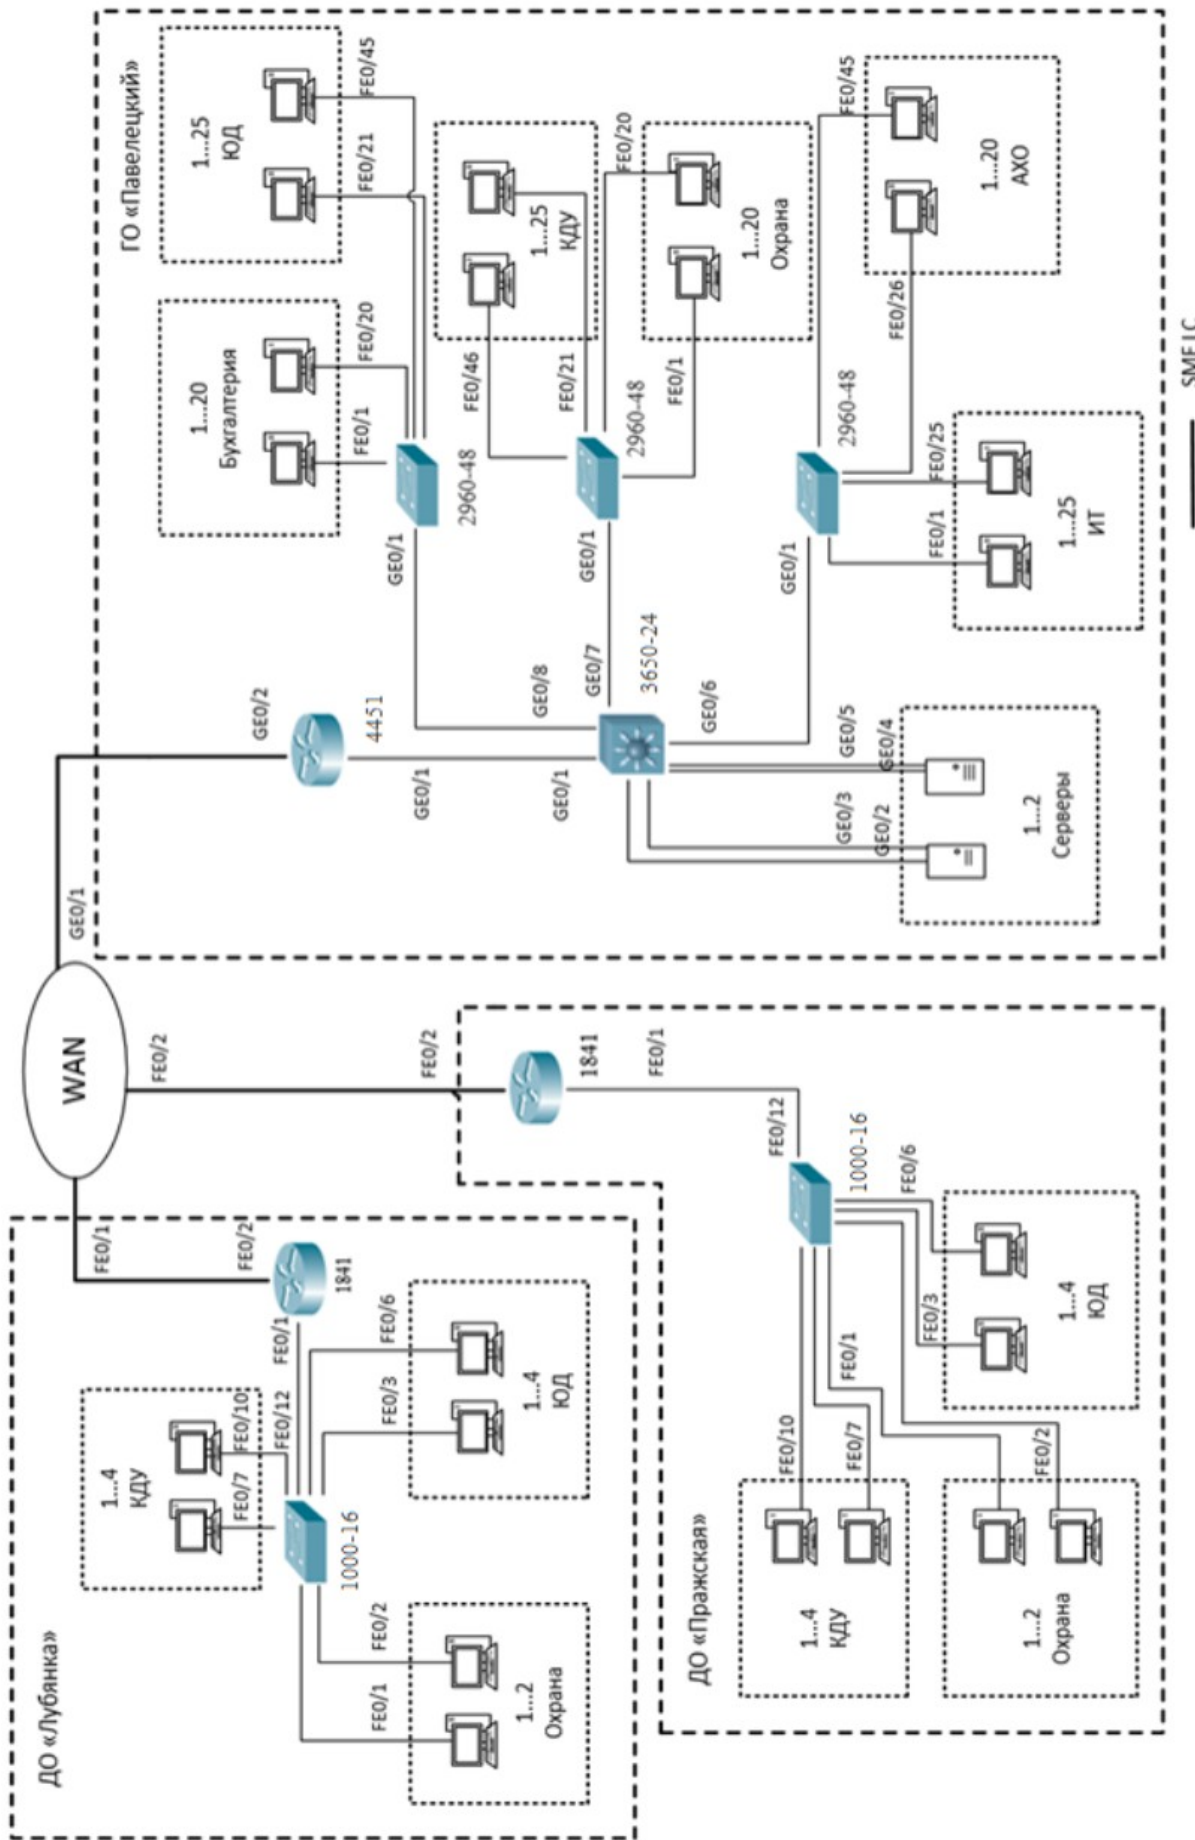 ДО «Лубянка»
1...4
КДУ
FE0/7
FE0/10
FE0/12
FE0/1
1000-16
FE0/1
FE0/2
1...2
Охрана
FE0/3
FE0/6
1...4
ЮД
1841
FE0/2
FE0/1
WAN
FE0/2
FE0/2
1841
FE0/1
FE0/12
1000-16
ДО «Пражская»
1...4
КДУ
FE0/10
FE0/7
FE0/1
FE0/2
1...2
Охрана
FE0/3
FE0/6
1...4
ЮД
GE0/1
GE0/2
4451
GE0/1
GE0/1
ГО «Павелецкий»
1...20
Бухгалтерия
FE0/1
FE0/20
1...25
ЮД
FE0/21
FE0/45
2960-48
GE0/1
GE0/8
GE0/7
3650-24
GE0/6
GE0/1
2960-48
FE0/46
FE0/21
1...25
КДУ
FE0/1
FE0/20
1...20
Охрана
GE0/1
2960-48
FE0/26
FE0/45
1...20
АХО
FE0/1
FE0/25
1...25
ИТ
GE0/3
GE0/2
GE0/5
GE0/4
1...2
Серверы